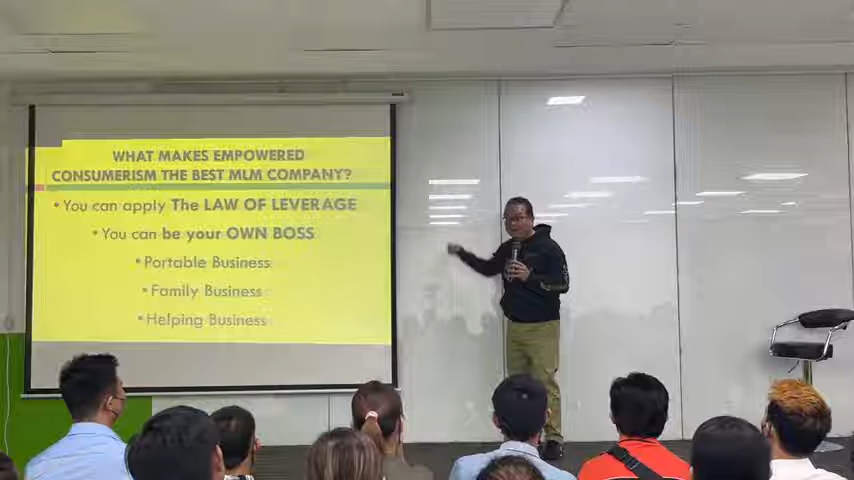 WHAT MAKES EMPOWERED
CONSUMERISM THE BEST MLM COMPANY?
• You can apply The LAW OF LEVERAGE
• You can be your OWN BOSS
• Portable Business
• Family Business
• Helping Business